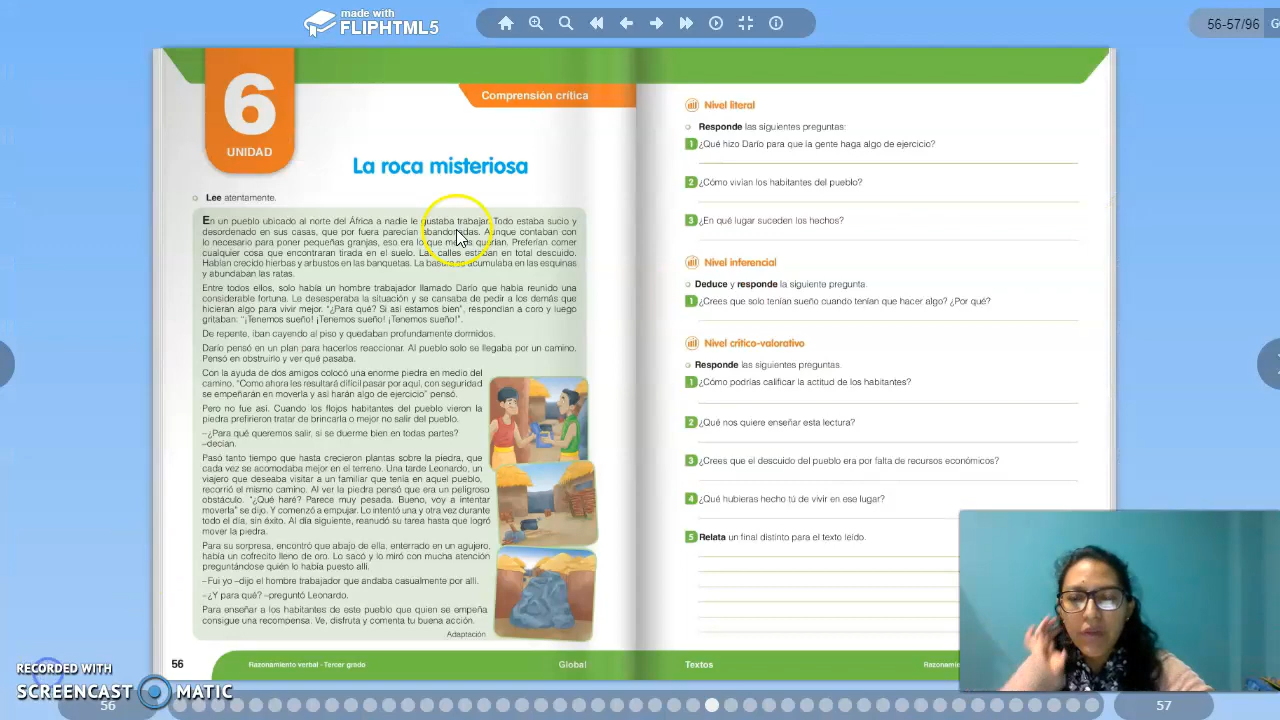 made with
FLIPHTML5
56-57/96
6
UNIDAD
Comprensión crítica
La roca misteriosa
Lee atentamente.
En un pueblo ubicado al norte del África a nadie le gustaba trabajar. Todo estaba sucio y
desordenado en sus casas, que por fuera parecían abandonadas. Aunque contaban con
lo necesario para poner pequeñas granjas, eso era lo que menos querían. Preferían comer
cualquier cosa que encontraran tirada en el suelo. Las calles estaban en total descuido.
Habían crecido hierbas y arbustos en las banquetas. La basura se acumulaba en las esquinas
y abundaban las ratas.
Entre todos ellos, solo había un hombre trabajador llamado Darío que había reunido una
considerable fortuna. Le desesperaba la situación y se cansaba de pedir a los demás que
hicieran algo para vivir mejor. "¿Para qué? Si así estamos bien", respondían a coro y luego
gritaban: "¡Tenemos sueño! ¡Tenemos sueño! ¡Tenemos sueño!".
De repente, iban cayendo al piso y quedaban profundamente dormidos.
Darío pensó en un plan para hacerlos reaccionar. Al pueblo solo se llegaba por un camino.
Pensó en obstruirlo y ver qué pasaba.
Con la ayuda de dos amigos colocó una enorme piedra en medio del
camino. "Como ahora les resultará difícil pasar por aquí, con seguridad
se empeñarán en moverla y así harán algo de ejercicio" pensó.
Pero no fue así. Cuando los flojos habitantes del pueblo vieron la
piedra prefirieron tratar de brincarla o mejor no salir del pueblo.
–¿Para qué queremos salir, si se duerme bien en todas partes?
–decían.
Pasó tanto tiempo que hasta crecieron plantas sobre la piedra, que
cada vez se acomodaba mejor en el terreno. Una tarde Leonardo, un
viajero que deseaba visitar a un familiar que tenía en aquel pueblo,
recorrió el mismo camino. Al ver la piedra pensó que era un peligroso
obstáculo. "¿Qué haré? Parece muy pesada. Bueno, voy a intentar
moverla" se dijo. Y comenzó a empujar. Lo intentó una y otra vez durante
todo el día, sin éxito. Al día siguiente, reanudó su tarea hasta que logró
mover la piedra.
Para su sorpresa, encontró que abajo de ella, enterrado en un agujero,
había un cofrecito lleno de oro. Lo sacó y lo miró con mucha atención
preguntándose quién lo había puesto allí.
– Fui yo –dijo el hombre trabajador que andaba casualmente por allí.
– ¿Y para qué? –preguntó Leonardo.
Para enseñar a los habitantes de este pueblo que quien se empeña
consigue una recompensa. Ve, disfruta y comenta tu buena acción.
Adaptación
56
Razonamiento verbal - Tercer grado
Global
Nivel literal
Responde las siguientes preguntas:
1 ¿Qué hizo Darío para que la gente haga algo de ejercicio?
2 ¿Cómo vivían los habitantes del pueblo?
3 ¿En qué lugar suceden los hechos?
Nivel inferencial
Deduce y responde la siguiente pregunta.
1 ¿Crees que solo tenían sueño cuando tenían que hacer algo? ¿Por qué?
Nivel crítico-valorativo
Responde las siguientes preguntas.
1 ¿Cómo podrías calificar la actitud de los habitantes?
2 ¿Qué nos quiere enseñar esta lectura?
3 ¿Crees que el descuido del pueblo era por falta de recursos económicos?
4 ¿Qué hubieras hecho tú de vivir en ese lugar?
5 Relata un final distinto para el texto leído.
Textos
RECORDED WITH
SCREENCAST MATIC
56
57